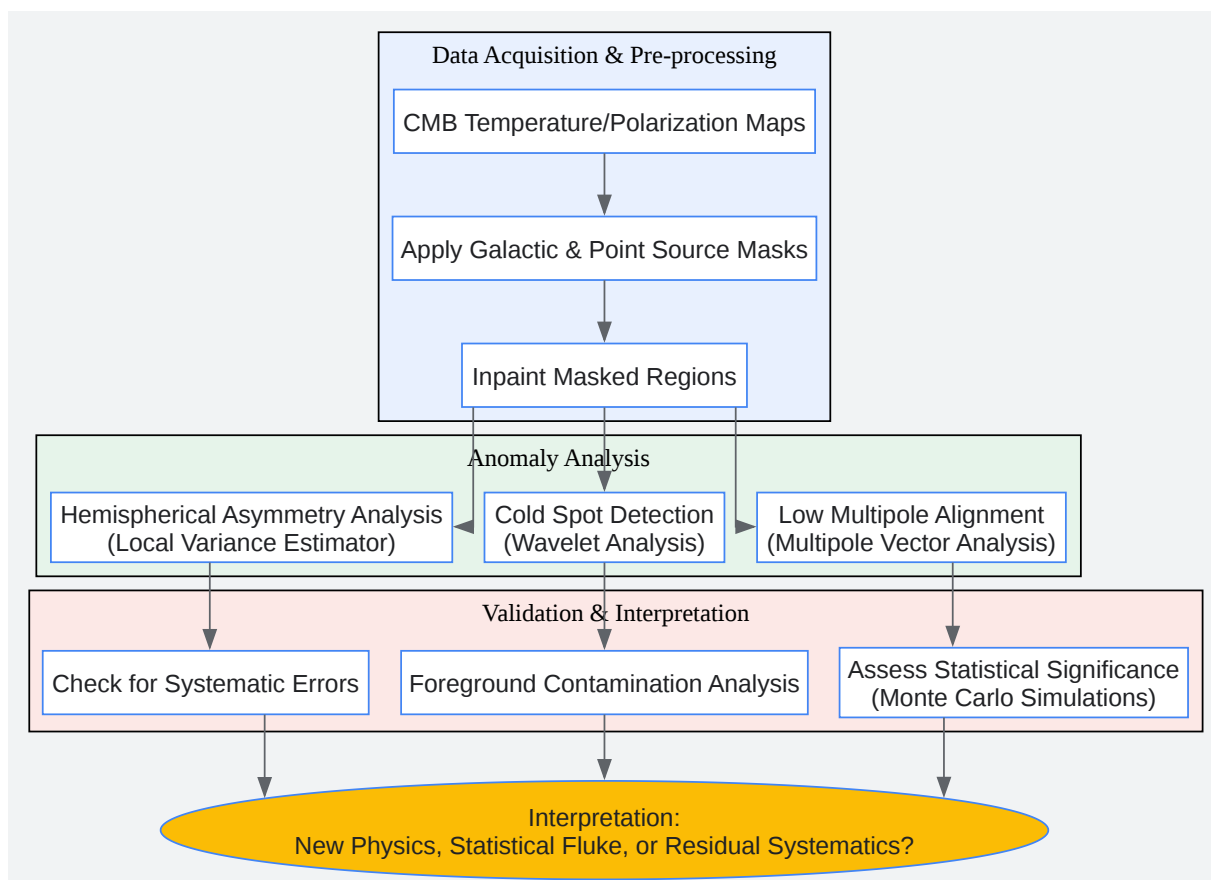 Data Acquisition & Pre-processing
CMB Temperature/Polarization Maps
Apply Galactic & Point Source Masks
Inpaint Masked Regions
Anomaly Analysis
Hemispherical Asymmetry Analysis
(Local Variance Estimator)
Cold Spot Detection
(Wavelet Analysis)
Low Multipole Alignment
(Multipole Vector Analysis)
Validation & Interpretation
Check for Systematic Errors
Foreground Contamination Analysis
Assess Statistical Significance
(Monte Carlo Simulations)
Interpretation:
New Physics, Statistical Fluke, or Residual Systematics?